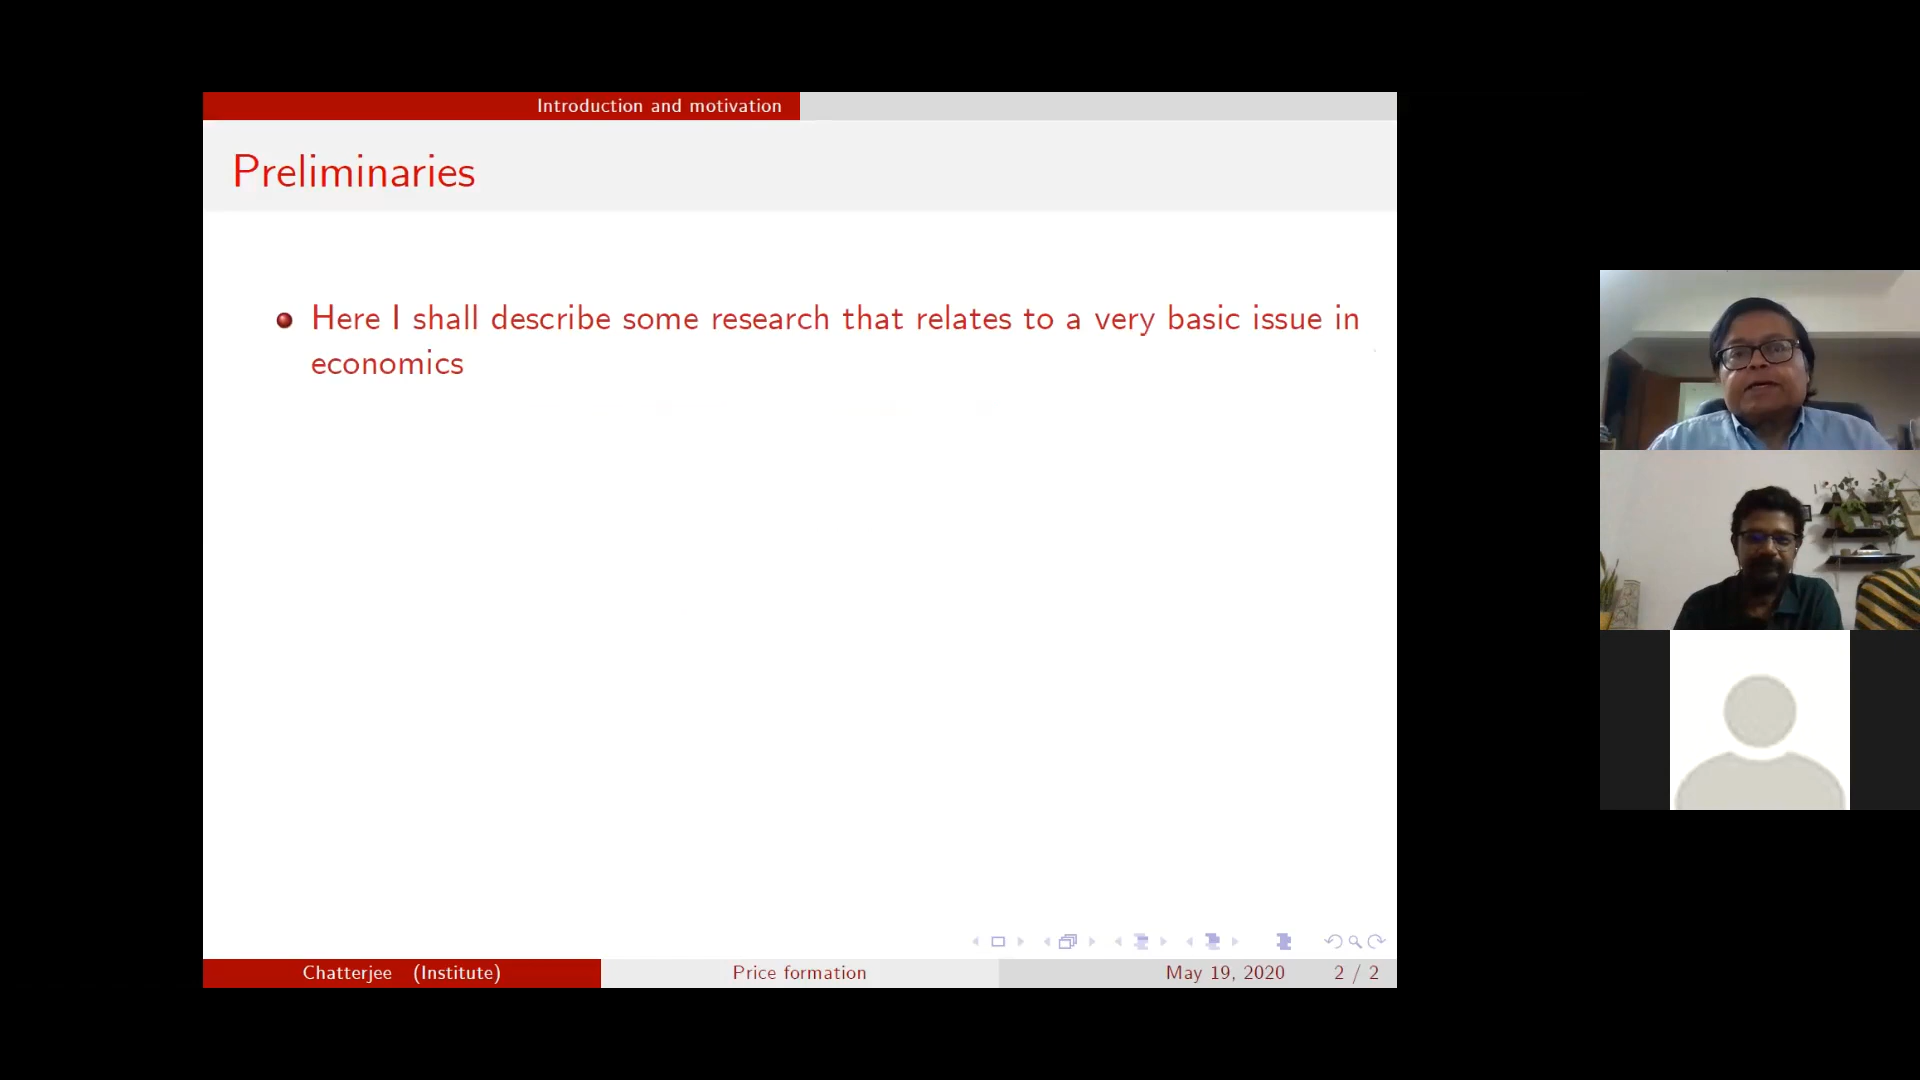 Introduction and motivation
Preliminaries
Here I shall describe some research that relates to a very basic issue in
economics
Chatterjee (Institute) Price formation May 19, 2020 2 / 2